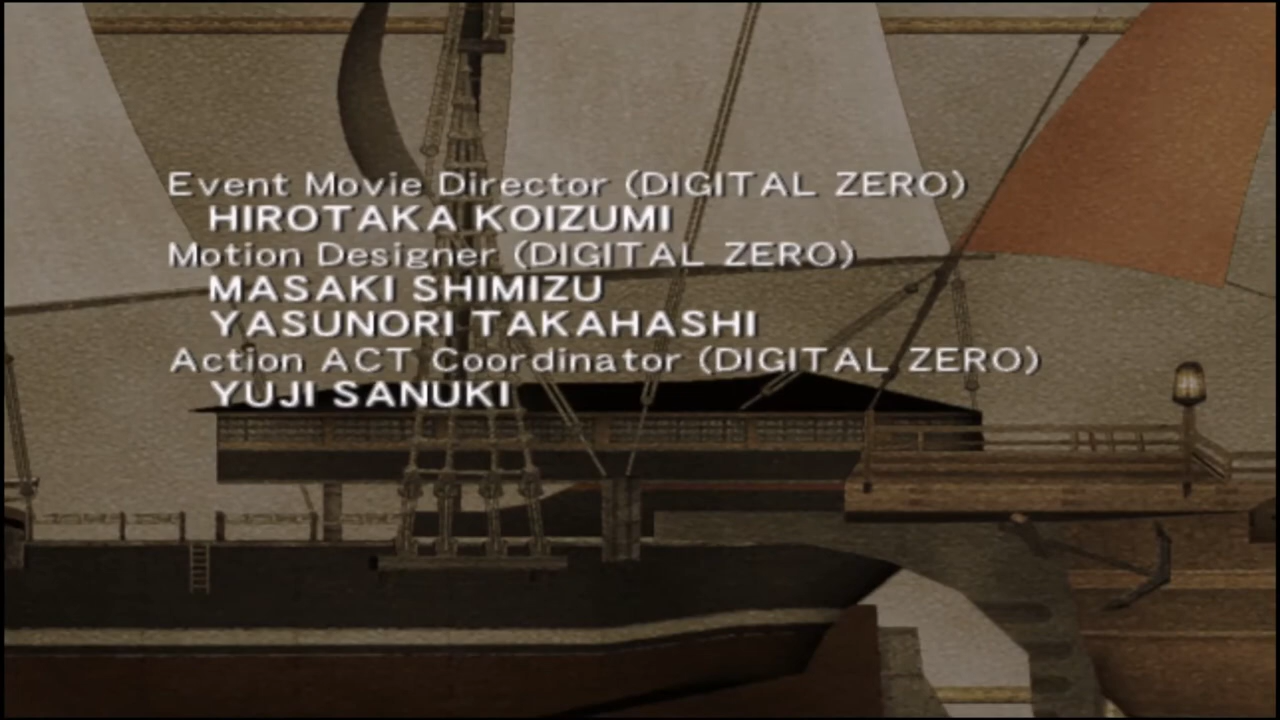 Event Movie Director (DIGITAL ZERO)
HIROTAKA KOIZUMI
Motion Designer (DIGITAL ZERO)
MASAKI SHIMIZU
YASUNORI TAKAHASHI
Action ACT Coordinator (DIGITAL ZERO)
YUJI SANUKI